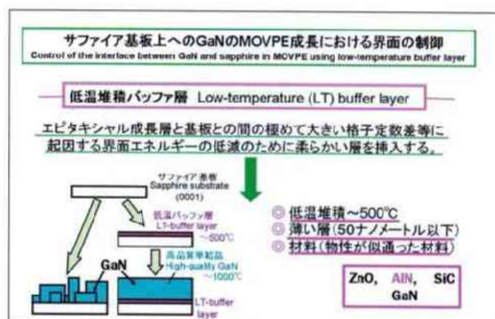 サファイア基板上へのGaNのMOVPE成長における界面の制御
Control of the interface between GaN and sapphire in MOVPE using low-temperature buffer layer
低温堆積バッファ層 Low-temperature (LT) buffer layer
エピタキシャル成長層と基板との間の極めて大きい格子定数差等に
起因する界面エネルギーの低減のために柔らかい層を挿入する。
サファイア基板
Sapphire substrate
(0001)
低温バッファ層
LT-buffer layer
~500℃
高品質単結晶
High-quality GaN
~1000℃
GaN
LT-buffer
layer
◎ 低温堆積~500℃
◎ 薄い層(50ナノメートル以下)
◎ 材料(物性が似通った材料)
ZnO, AlN, SiC
GaN